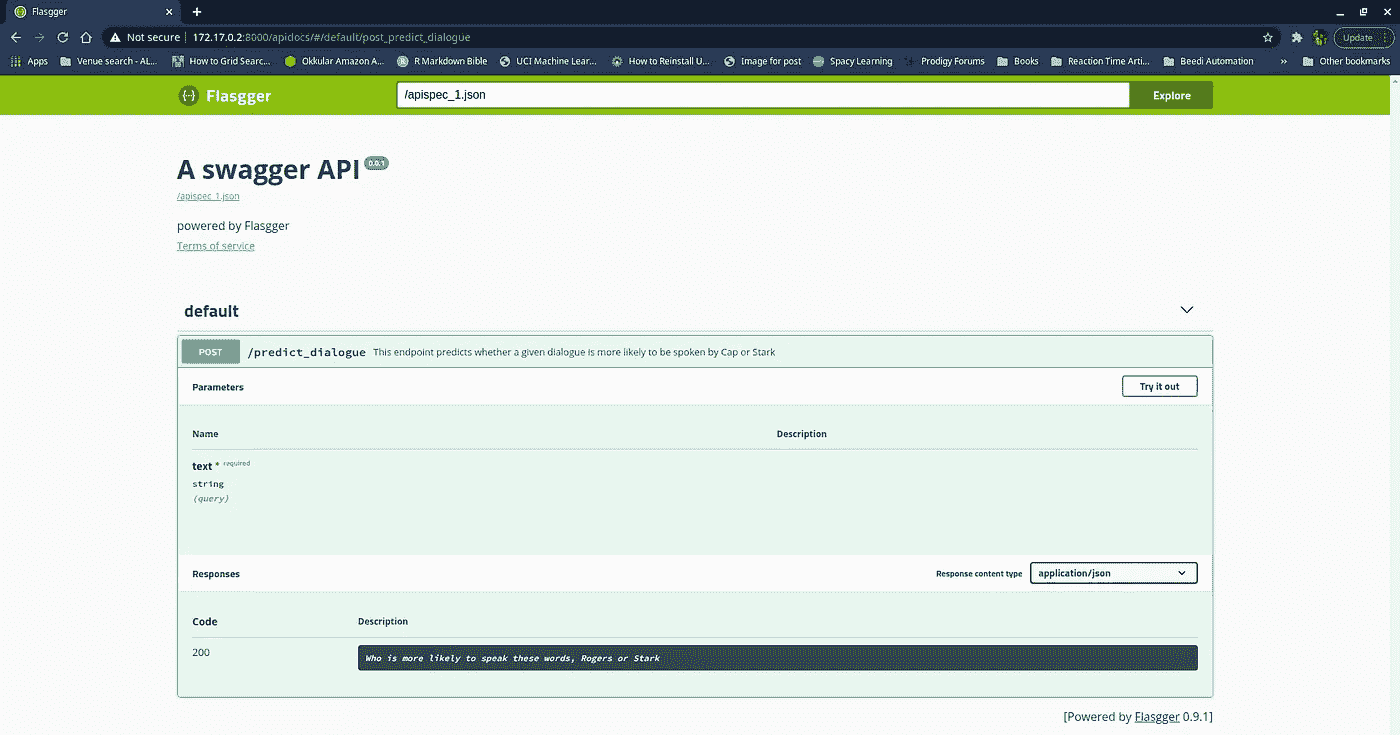 Flasgger
Not secure | 172.17.0.2:8000/apidocs/#/default/post_predict_dialogue
Update
Apps Venue search - AL... How to Grid Searc... Okkular Amazon A... R Markdown Bible UCI Machine Lear... How to Reinstall U... Image for post Spacy Learning Prodigy Forums Books Reaction Time Arti... Beedi Automation » Other bookmarks
{··} Flasgger /apispec_1.json Explore
A swagger API 0.0.1
/apispec_1.json
powered by Flasgger
Terms of service
default
POST /predict_dialogue This endpoint predicts whether a given dialogue is more likely to be spoken by Cap or Stark
Parameters Try it out
Name Description
text * required
string
(query)
Responses Response content type application/json
Code Description
200 Who is more likely to speak these words, Rogers or Stark
[Powered by Flasgger 0.9.1]